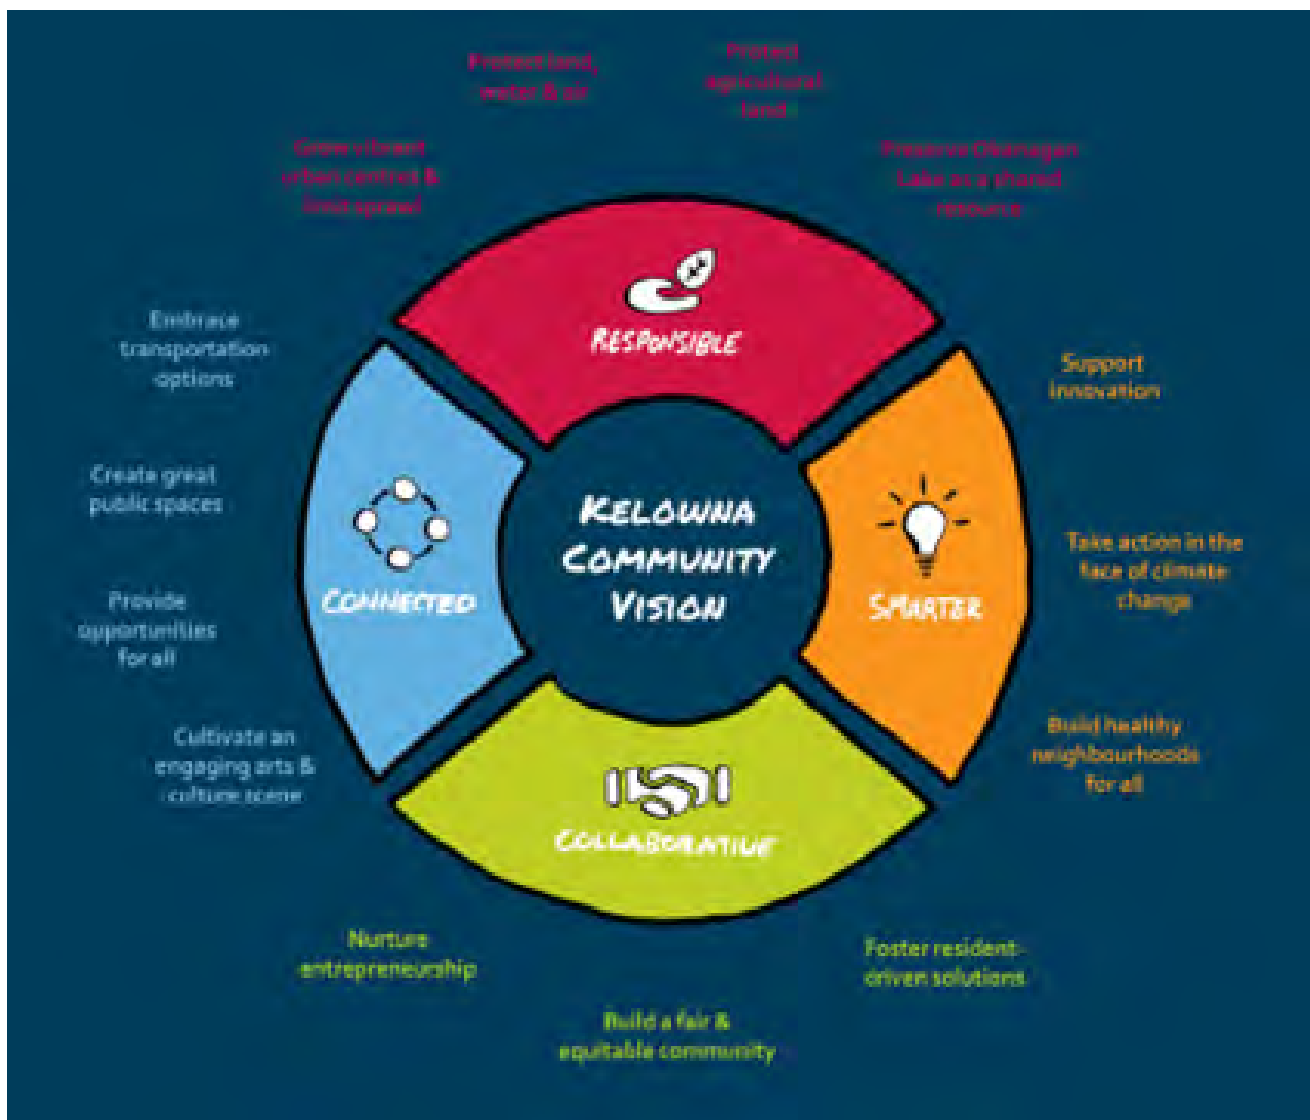 Protect land,
water & air
Protect
agricultural
land
Grow vibrant
urban centres &
limit sprawl
Preserve Okanagan
Lake as a shared
resource
RESPONSIBLE
Embrace
transportation
options
Create great
public spaces
Provide
opportunities
for all
Cultivate an
engaging arts &
culture scene
CONNECTED
KELOWNA
COMMUNITY
VISION
SMARTER
Support
innovation
Take action in the
face of climate
change
Build healthy
neighbourhoods
for all
COLLABORATIVE
Nurture
entrepreneurship
Build a fair &
equitable community
Foster resident-
driven solutions